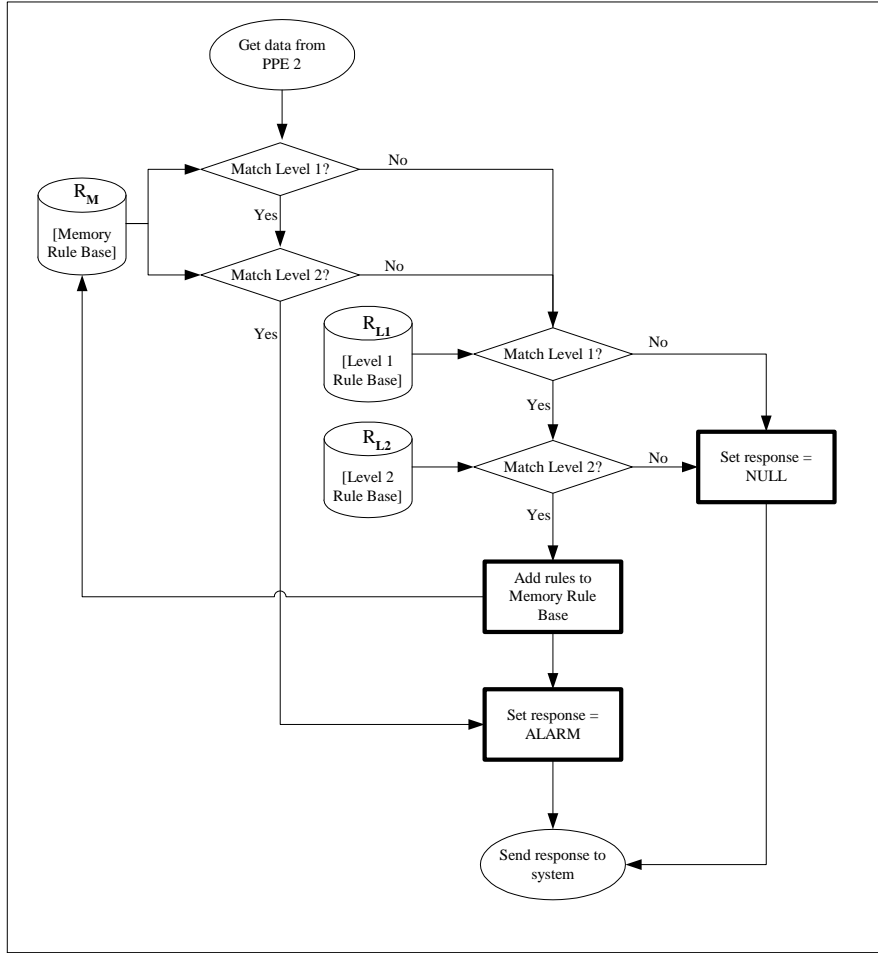 Get data from
PPE 2
Match Level 1?
No
R_M
[Memory
Rule Base]
Yes
Match Level 2?
No
Yes
R_L1
[Level 1
Rule Base]
Match Level 1?
No
Yes
R_L2
[Level 2
Rule Base]
Match Level 2?
No
Set response =
NULL
Yes
Add rules to
Memory Rule
Base
Set response =
ALARM
Send response to
system